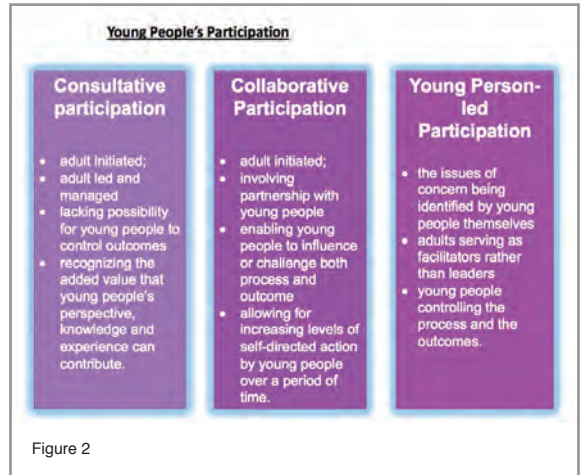 Young People's Participation
Consultative
participation
• adult initiated;
• adult led and
managed
• lacking possibility
for young people to
control outcomes
• recognizing the
added value that
young people's
perspective,
knowledge and
experience can
contribute.
Collaborative
Participation
• adult initiated;
• involving
partnership with
young people
• enabling young
people to influence
or challenge both
process and
outcome
• allowing for
increasing levels of
self-directed action
by young people
over a period of
time.
Young Person-
led
Participation
• the issues of
concern being
identified by young
people themselves
• adults serving as
facilitators rather
than leaders
• young people
controlling the
process and the
outcomes.
Figure 2